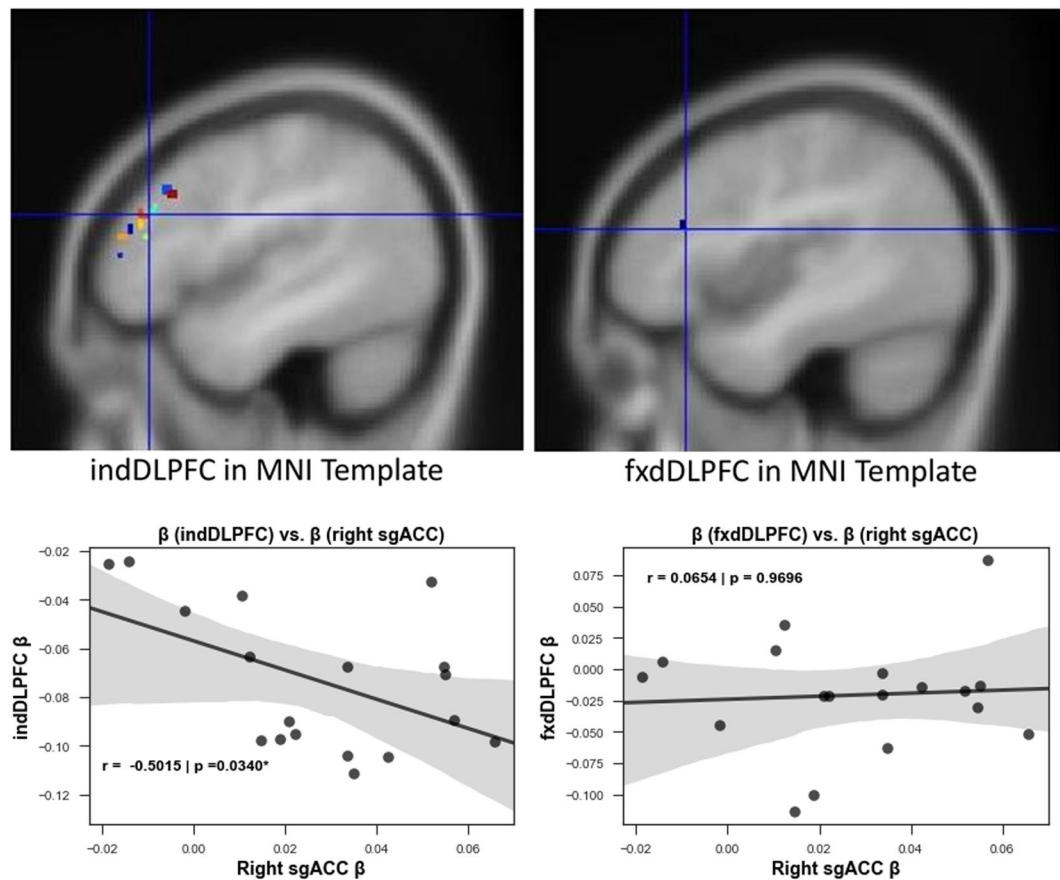 indDLPFC in MNI Template
fxdDLPFC in MNI Template
β (indDLPFC) vs. β (right sgACC)
−0.02
−0.04
−0.06
−0.08
−0.10
−0.12
indDLPFC β
r =  -0.5015 | p =0.0340*
−0.02
0.00
0.02
0.04
0.06
Right sgACC β
β (fxdDLPFC) vs. β (right sgACC)
0.075
0.050
0.025
0.000
−0.025
−0.050
−0.075
−0.100
fxdDLPFC β
r = 0.0654 | p = 0.9696
−0.02
0.00
0.02
0.04
0.06
Right sgACC β